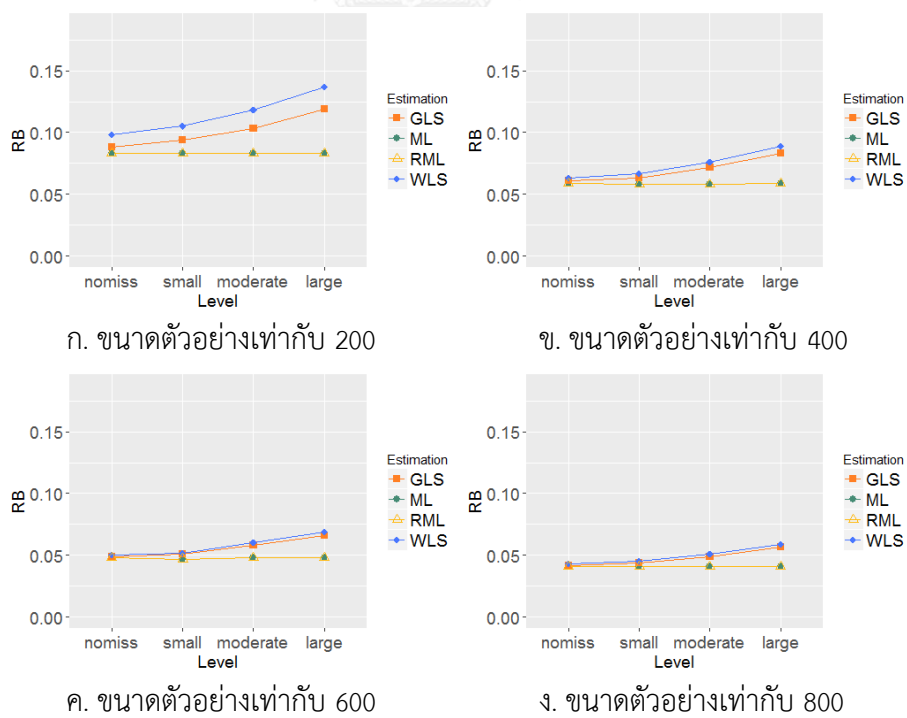 0.15
0.10
0.05
0.00
RB
nomiss small moderate large
Level
Estimation
GLS
ML
RML
WLS
ก. ขนาดตัวอย่างเท่ากับ 200
0.15
0.10
0.05
0.00
RB
nomiss small moderate large
Level
Estimation
GLS
ML
RML
WLS
ข. ขนาดตัวอย่างเท่ากับ 400
0.15
0.10
0.05
0.00
RB
nomiss small moderate large
Level
Estimation
GLS
ML
RML
WLS
ค. ขนาดตัวอย่างเท่ากับ 600
0.15
0.10
0.05
0.00
RB
nomiss small moderate large
Level
Estimation
GLS
ML
RML
WLS
ง. ขนาดตัวอย่างเท่ากับ 800